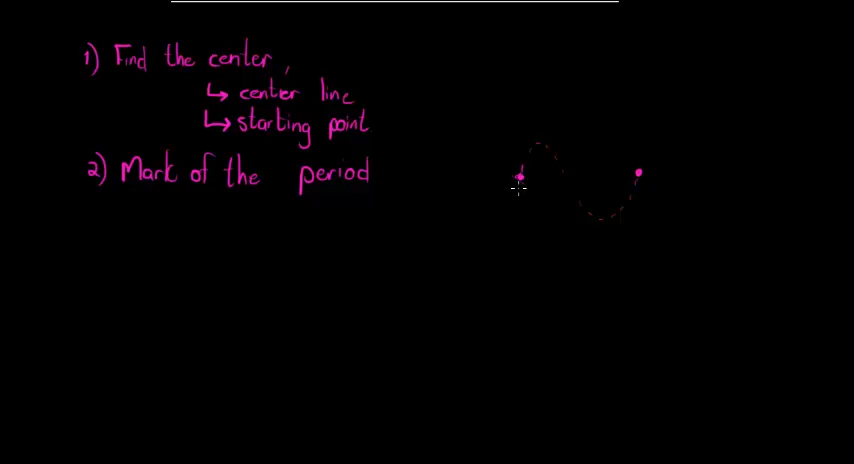 1) Find the center,
↳ center line
↳ starting point
2) Mark of the period